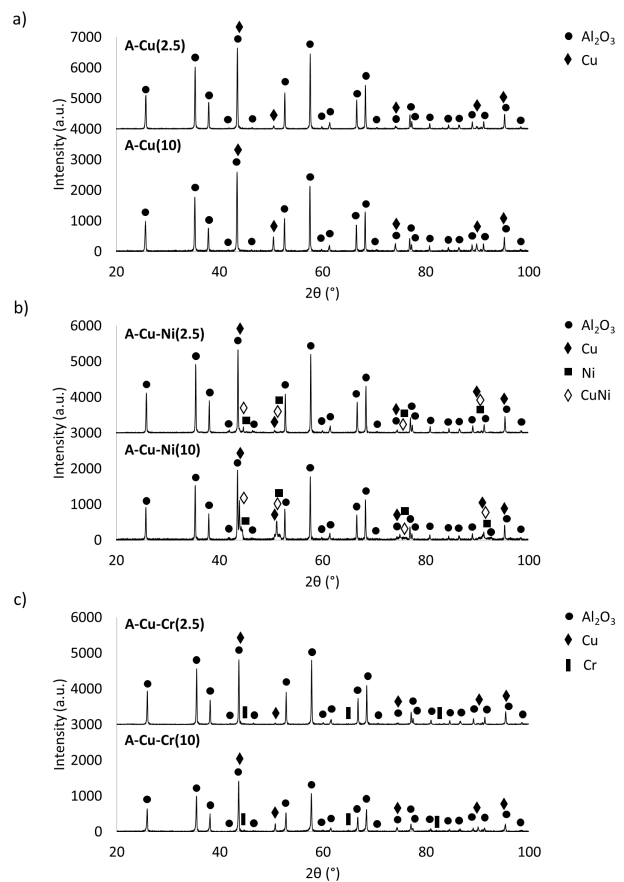 a)
7000
A-Cu(2.5)
6000
5000
4000
A-Cu(10)
3000
2000
1000
0
Intensity (a.u.)
20 40 60 80 100
2θ (°)
Al₂O₃
Cu
b)
6000
A-Cu-Ni(2.5)
5000
4000
3000
A-Cu-Ni(10)
2000
1000
0
Intensity (a.u.)
20 40 60 80 100
2θ (°)
Al₂O₃
Cu
Ni
CuNi
c)
6000
A-Cu-Cr(2.5)
5000
4000
3000
A-Cu-Cr(10)
2000
1000
0
Intensity (a.u.)
20 40 60 80 100
2θ (°)
Al₂O₃
Cu
Cr